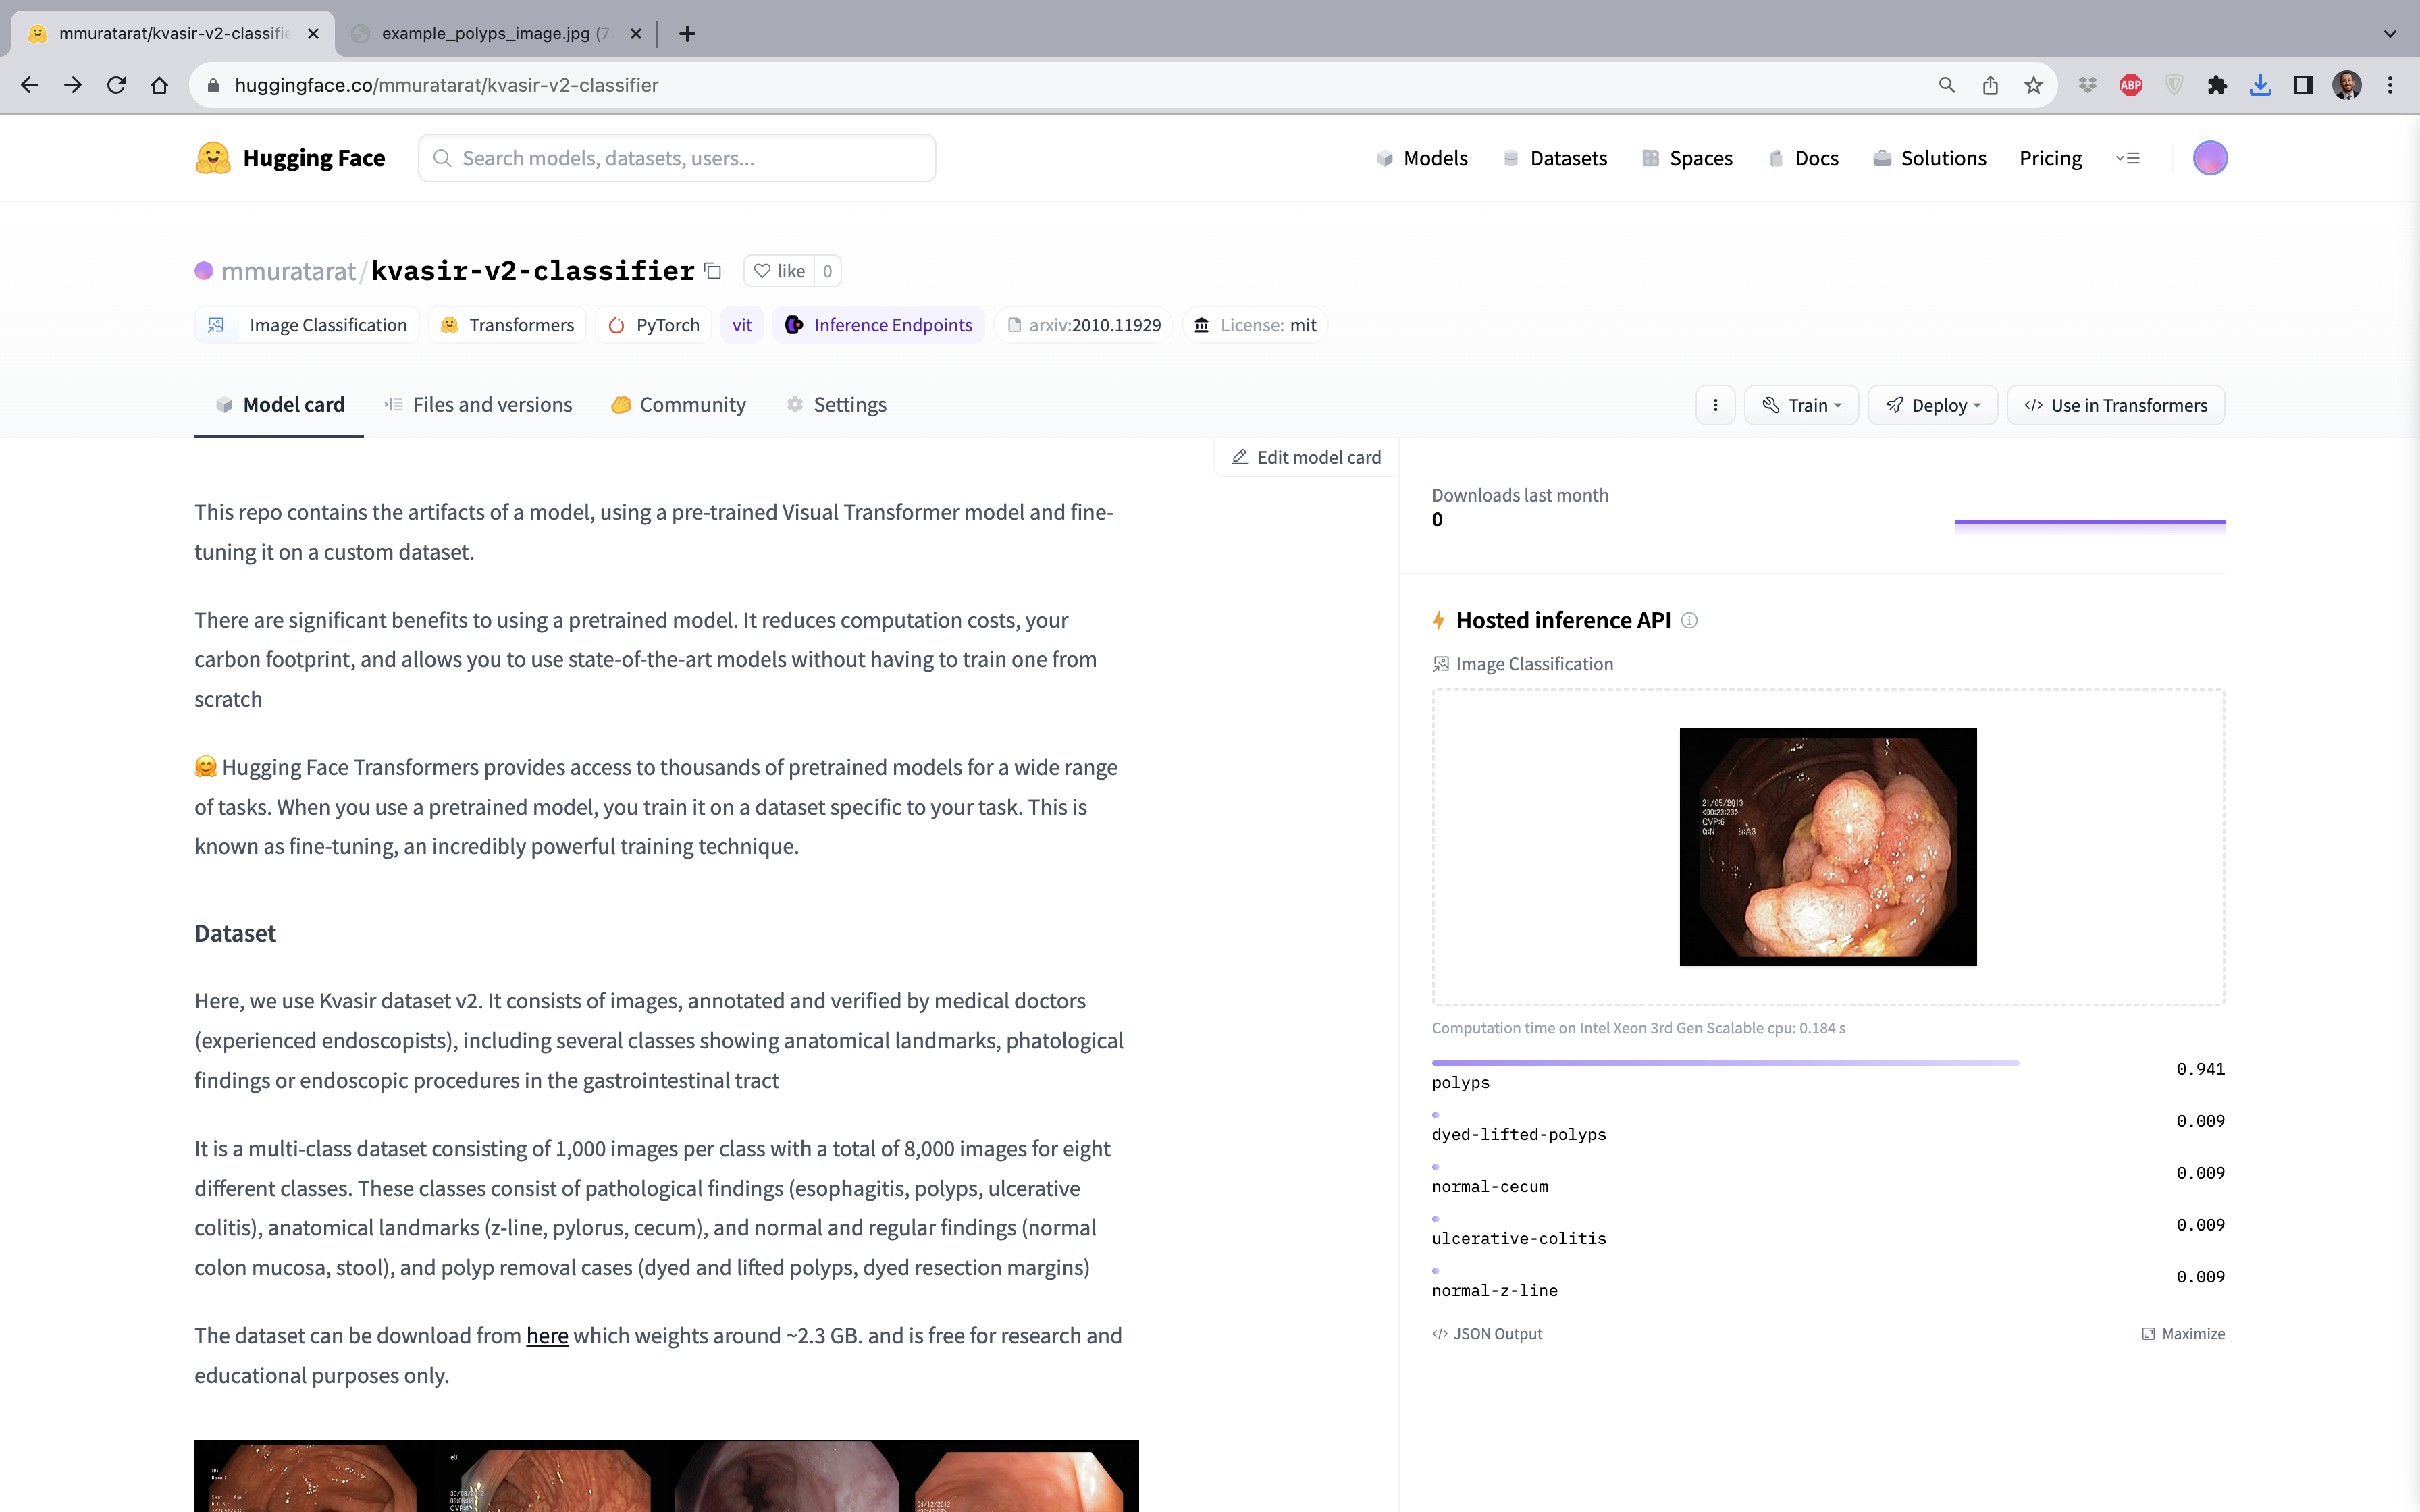 mmuratarat/kvasir-v2-classifie
example_polyps_image.jpg (7
huggingface.co/mmuratarat/kvasir-v2-classifier
ABP
Hugging Face
Search models, datasets, users...
Models
Datasets
Spaces
Docs
Solutions
Pricing
mmuratarat/kvasir-v2-classifier
like 0
Image Classification
Transformers
PyTorch
vit
Inference Endpoints
arxiv:2010.11929
License: mit
Model card
Files and versions
Community
Settings
Train
Deploy
</> Use in Transformers
Edit model card
This repo contains the artifacts of a model, using a pre-trained Visual Transformer model and fine-
tuning it on a custom dataset.
There are significant benefits to using a pretrained model. It reduces computation costs, your
carbon footprint, and allows you to use state-of-the-art models without having to train one from
scratch
🤗 Hugging Face Transformers provides access to thousands of pretrained models for a wide range
of tasks. When you use a pretrained model, you train it on a dataset specific to your task. This is
known as fine-tuning, an incredibly powerful training technique.
Dataset
Here, we use Kvasir dataset v2. It consists of images, annotated and verified by medical doctors
(experienced endoscopists), including several classes showing anatomical landmarks, phatological
findings or endoscopic procedures in the gastrointestinal tract
It is a multi-class dataset consisting of 1,000 images per class with a total of 8,000 images for eight
different classes. These classes consist of pathological findings (esophagitis, polyps, ulcerative
colitis), anatomical landmarks (z-line, pylorus, cecum), and normal and regular findings (normal
colon mucosa, stool), and polyp removal cases (dyed and lifted polyps, dyed resection margins)
The dataset can be download from here which weights around ~2.3 GB. and is free for research and
educational purposes only.
30/08/2012
06/12/2012
Downloads last month
0
Hosted inference API
Image Classification
21/05/2013
CVP:6
Computation time on Intel Xeon 3rd Gen Scalable cpu: 0.184 s
polyps 0.941
dyed-lifted-polyps 0.009
normal-cecum 0.009
ulcerative-colitis 0.009
normal-z-line 0.009
</> JSON Output
Maximize